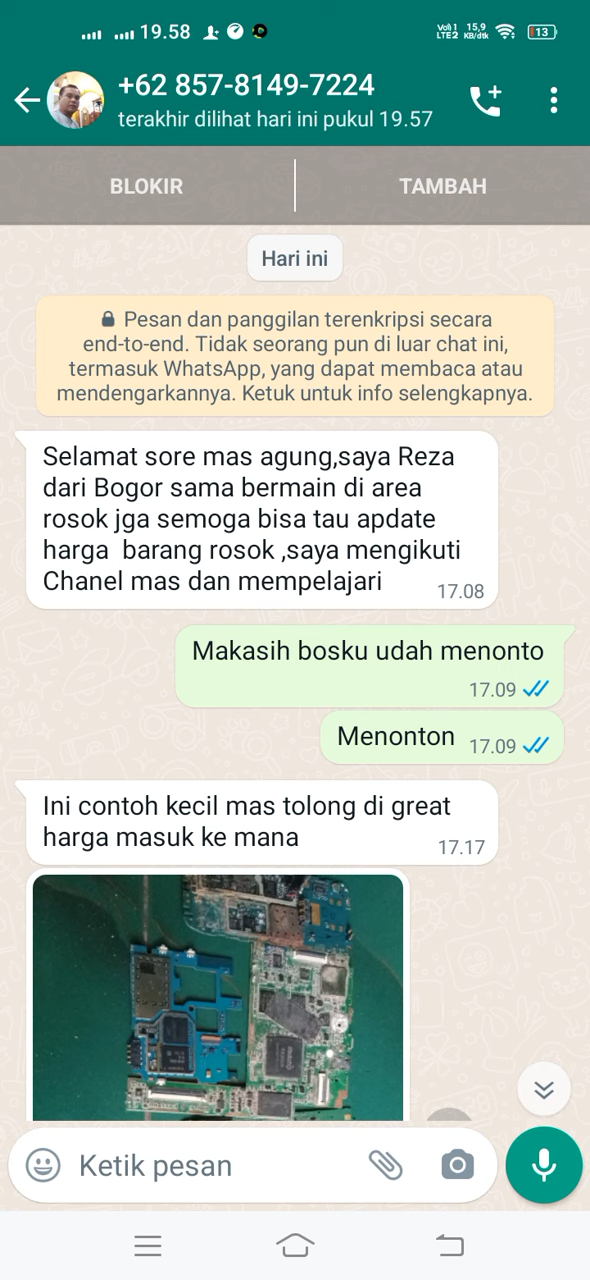 19.58
Vo)) 1
LTE2
15,9
KB/dtk
13
+62 857-8149-7224
terakhir dilihat hari ini pukul 19.57
BLOKIR
TAMBAH
Hari ini
Pesan dan panggilan terenkripsi secara
end-to-end. Tidak seorang pun di luar chat ini,
termasuk WhatsApp, yang dapat membaca atau
mendengarkannya. Ketuk untuk info selengkapnya.
Selamat sore mas agung,saya Reza
dari Bogor sama bermain di area
rosok jga semoga bisa tau apdate
harga barang rosok ,saya mengikuti
Chanel mas dan mempelajari
17.08
Makasih bosku udah menonto
17.09
Menonton
17.09
Ini contoh kecil mas tolong di great
harga masuk ke mana
17.17
Ketik pesan